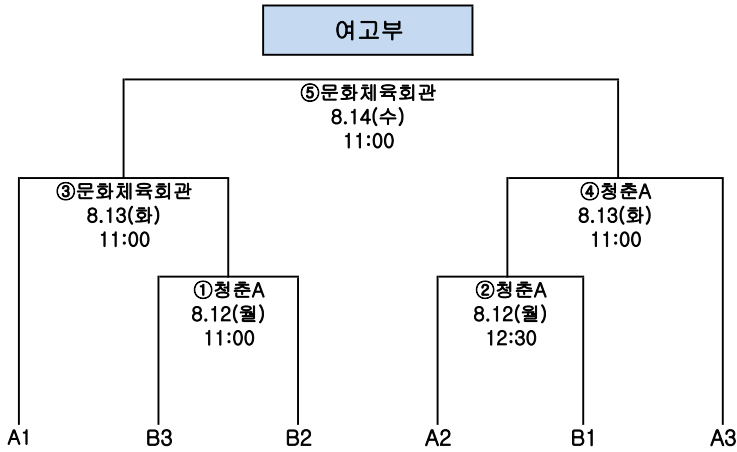 여고부
⑤문화체육회관
8.14(수)
11:00
③문화체육회관
8.13(화)
11:00
④청춘A
8.13(화)
11:00
①청춘A
8.12(월)
11:00
②청춘A
8.12(월)
12:30
A1
B3
B2
A2
B1
A3